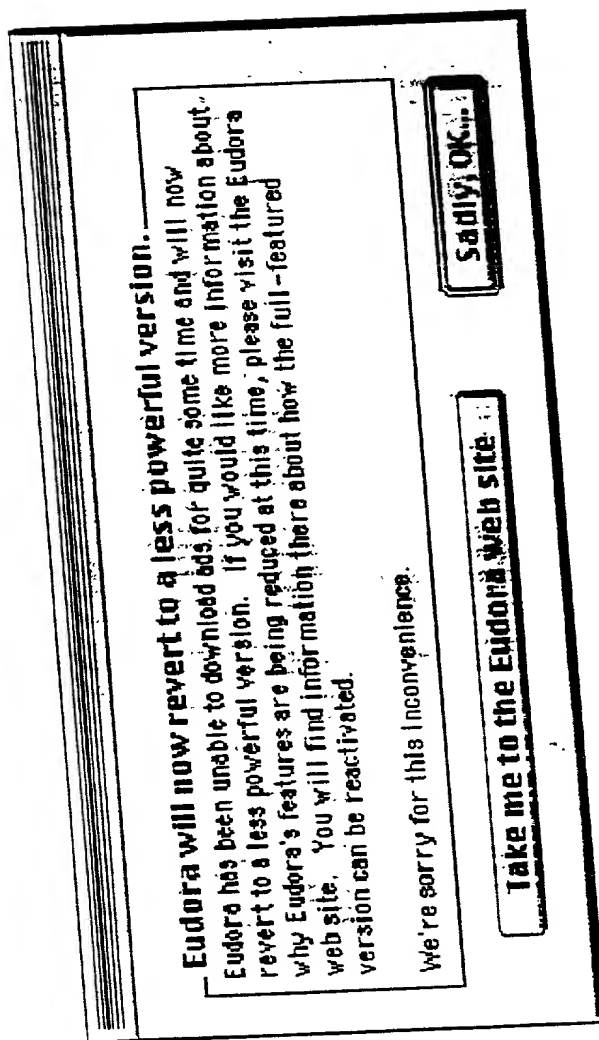 Eudora will now revert to a less powerful version.
Eudora has been unable to download ads for quite some time and will now
revert to a less powerful version. If you would like more information about
why Eudora's features are being reduced at this time, please visit the Eudora
web site. You will find information there about how the full-featured
version can be reactivated.
We're sorry for this inconvenience.
Take me to the Eudora web site
Sadly, OK...